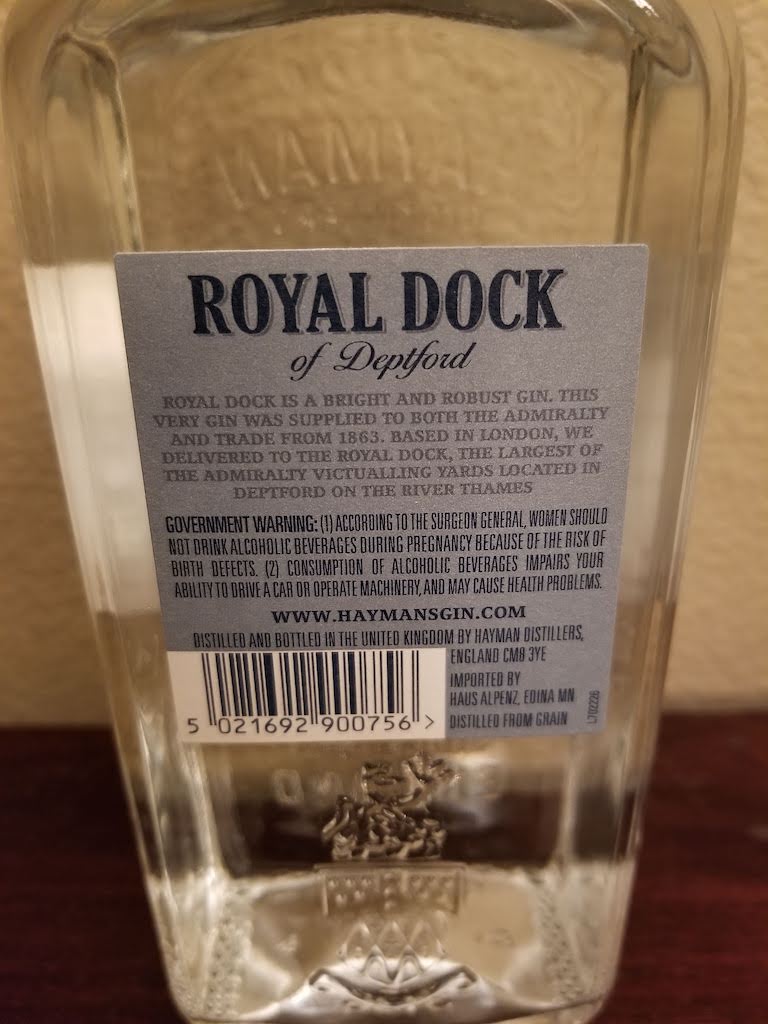 ROYAL DOCK
of Deptford
ROYAL DOCK IS A BRIGHT AND ROBUST GIN. THIS
VERY GIN WAS SUPPLIED TO BOTH THE ADMIRALTY
AND TRADE FROM 1863. BASED IN LONDON, WE
DELIVERED TO THE ROYAL DOCK, THE LARGEST OF
THE ADMIRALTY VICTUALLING YARDS LOCATED IN
DEPTFORD ON THE RIVER THAMES
GOVERNMENT WARNING: (1) ACCORDING TO THE SURGEON GENERAL, WOMEN SHOULD
NOT DRINK ALCOHOLIC BEVERAGES DURING PREGNANCY BECAUSE OF THE RISK OF
BIRTH DEFECTS. (2) CONSUMPTION OF ALCOHOLIC BEVERAGES IMPAIRS YOUR
ABILITY TO DRIVE A CAR OR OPERATE MACHINERY, AND MAY CAUSE HEALTH PROBLEMS.
WWW.HAYMANSGIN.COM
DISTILLED AND BOTTLED IN THE UNITED KINGDOM BY HAYMAN DISTILLERS,
ENGLAND CM8 3YE
IMPORTED BY
HAUS ALPENZ, EDINA MN
DISTILLED FROM GRAIN
5 021692 900756 >